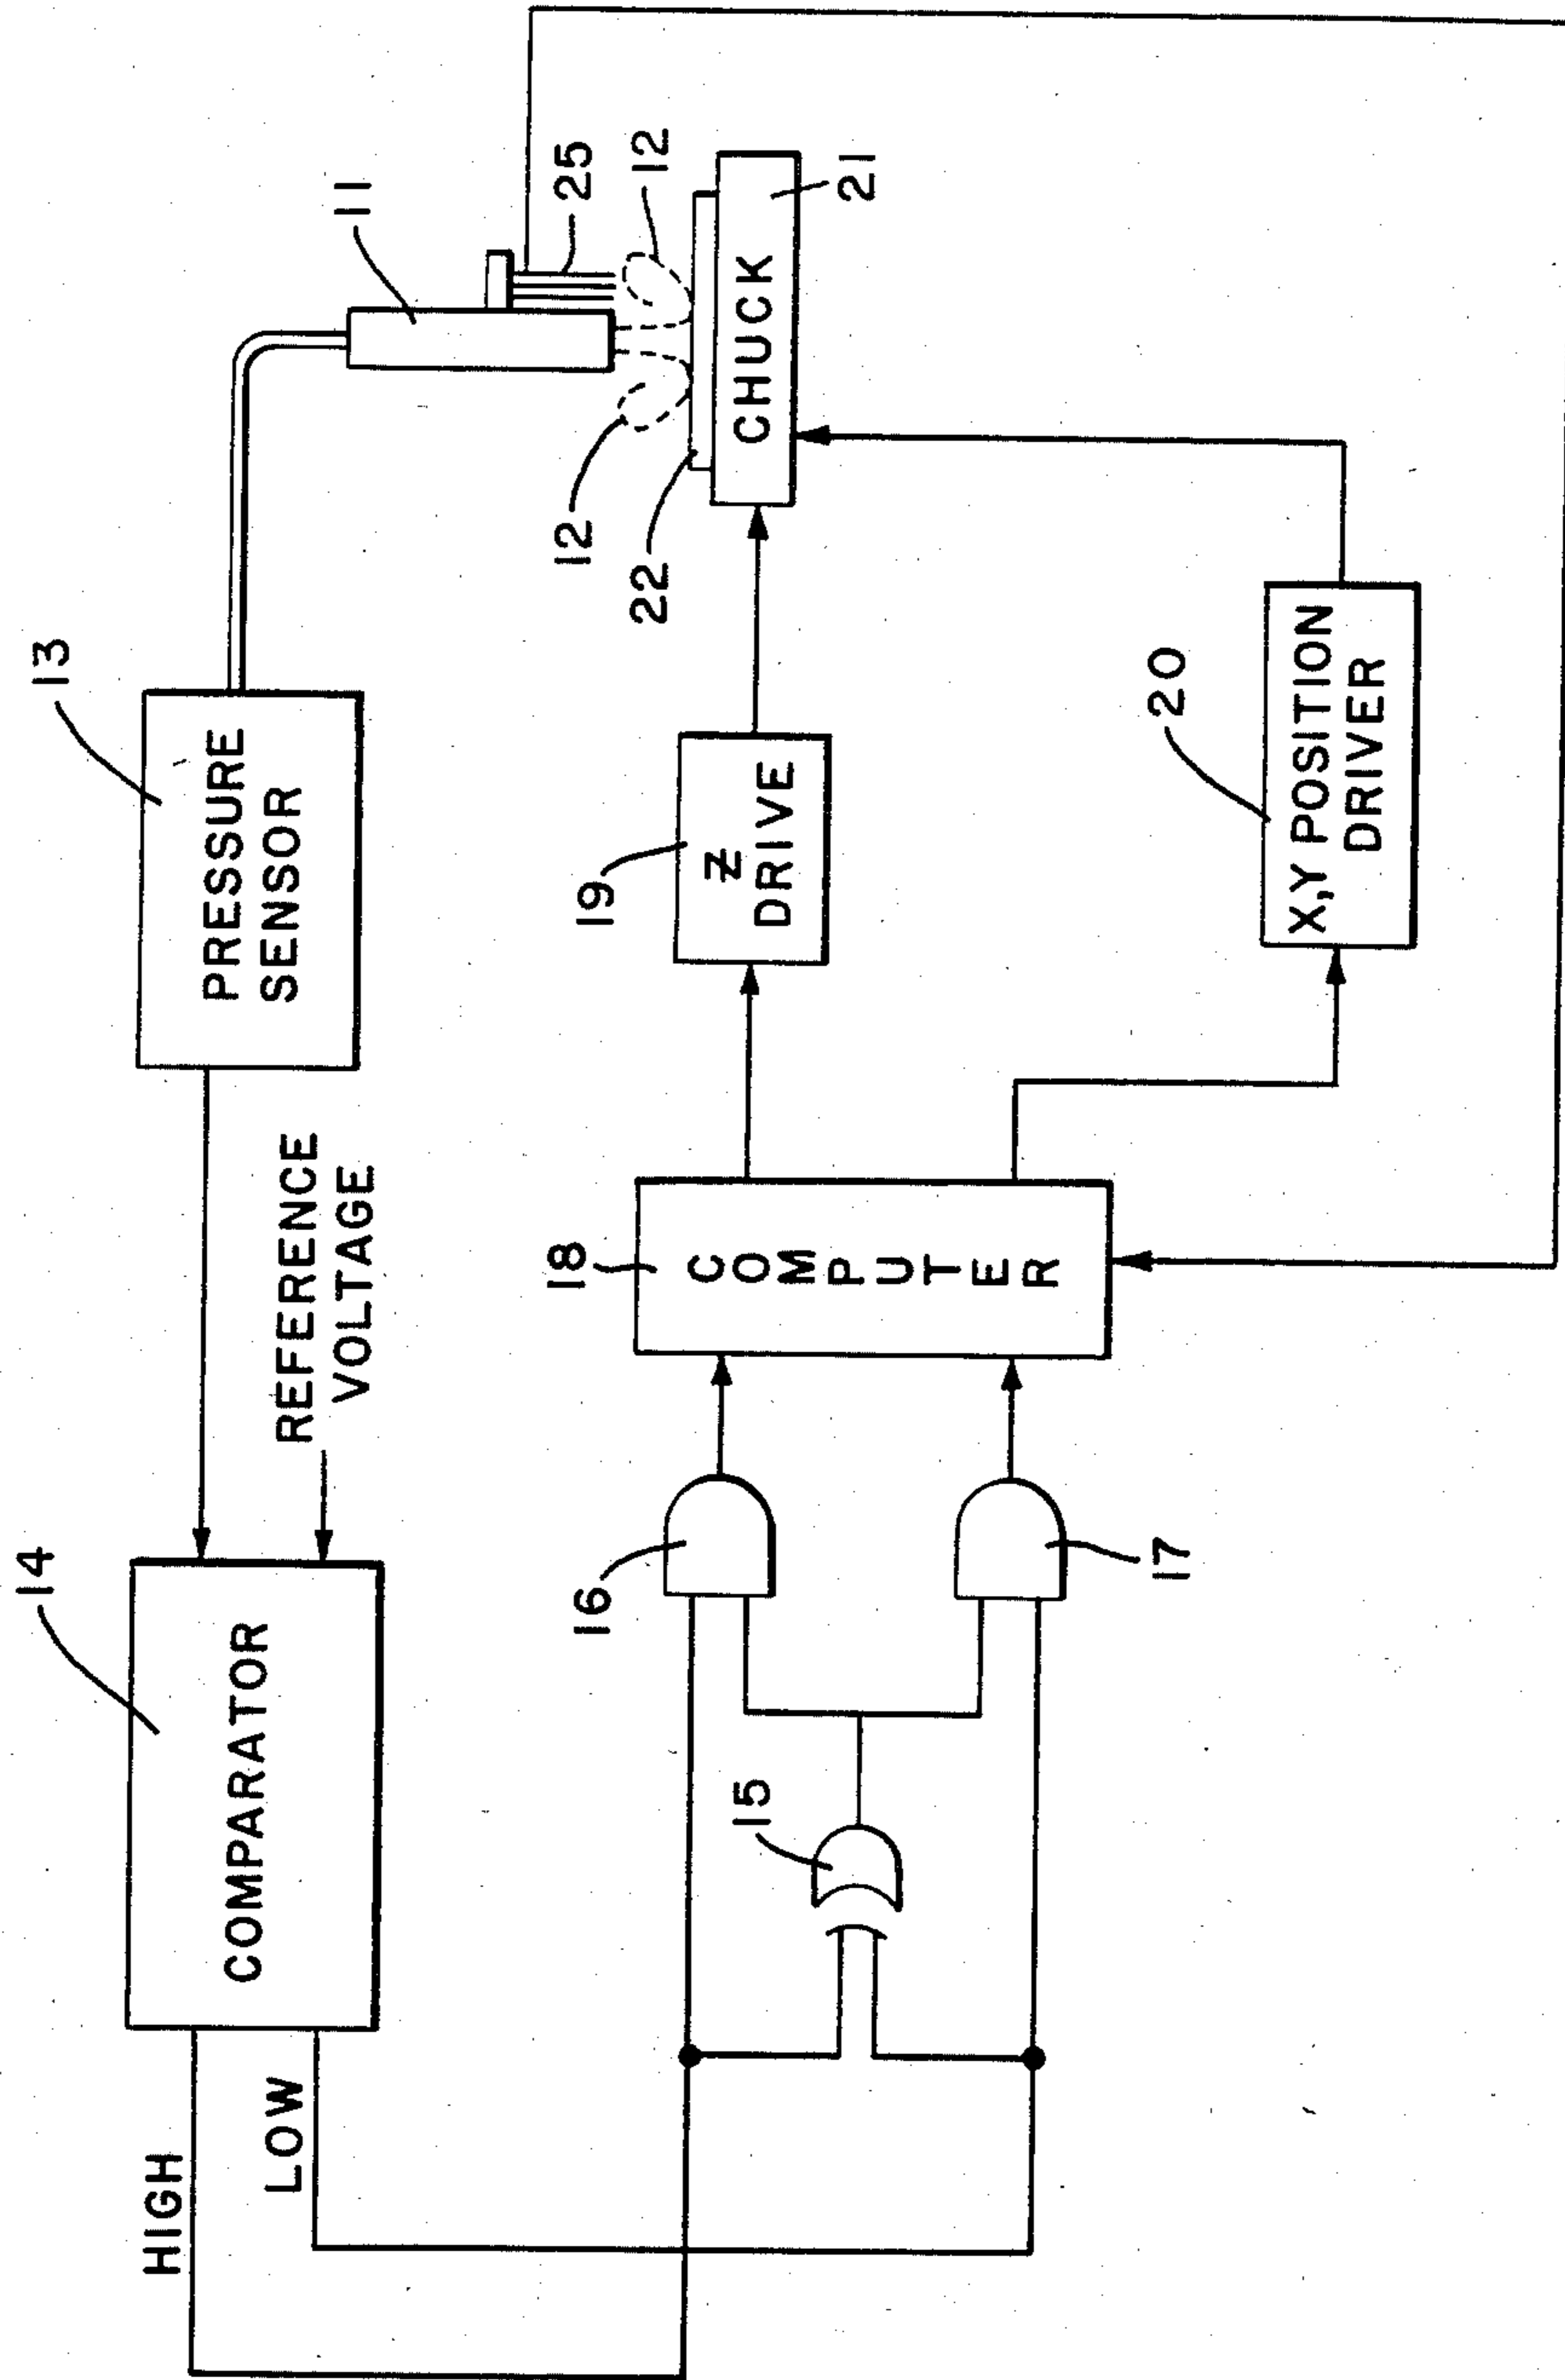 14
COMPARATOR
HIGH
LOW
REFERENCE
VOLTAGE
13
PRESSURE
SENSOR
11
25
12
12
22
CHUCK
21
15
16
17
18
COMPUTER
19
Z
DRIVE
20
X,Y POSITION
DRIVER